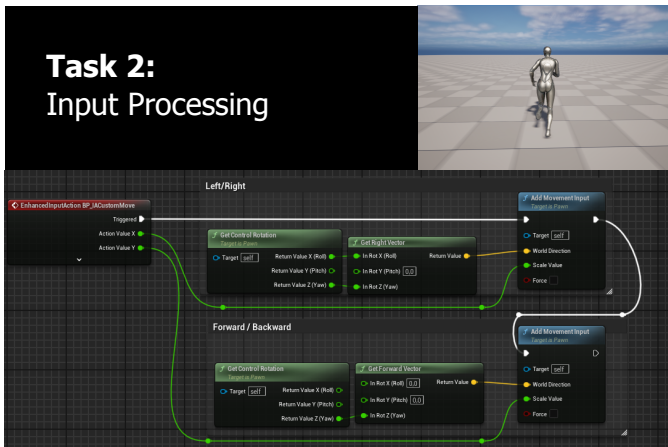 Task 2:
Input Processing
Left/Right
EnhancedInputAction BP_IACustomMove
Triggered
Action Value X
Action Value Y
Get Control Rotation
Target is Pawn
Target self
Return Value X (Roll)
Return Value Y (Pitch)
Return Value Z (Yaw)
Get Right Vector
In Rot X (Roll)
Return Value
In Rot Y (Pitch) 0,0
In Rot Z (Yaw)
Add Movement Input
Target is Pawn
Target self
World Direction
Scale Value
Force
Forward / Backward
Get Control Rotation
Target is Pawn
Target self
Return Value X (Roll)
Return Value Y (Pitch)
Return Value Z (Yaw)
Get Forward Vector
In Rot X (Roll) 0,0
Return Value
In Rot Y (Pitch) 0,0
In Rot Z (Yaw)
Add Movement Input
Target is Pawn
Target self
World Direction
Scale Value
Force